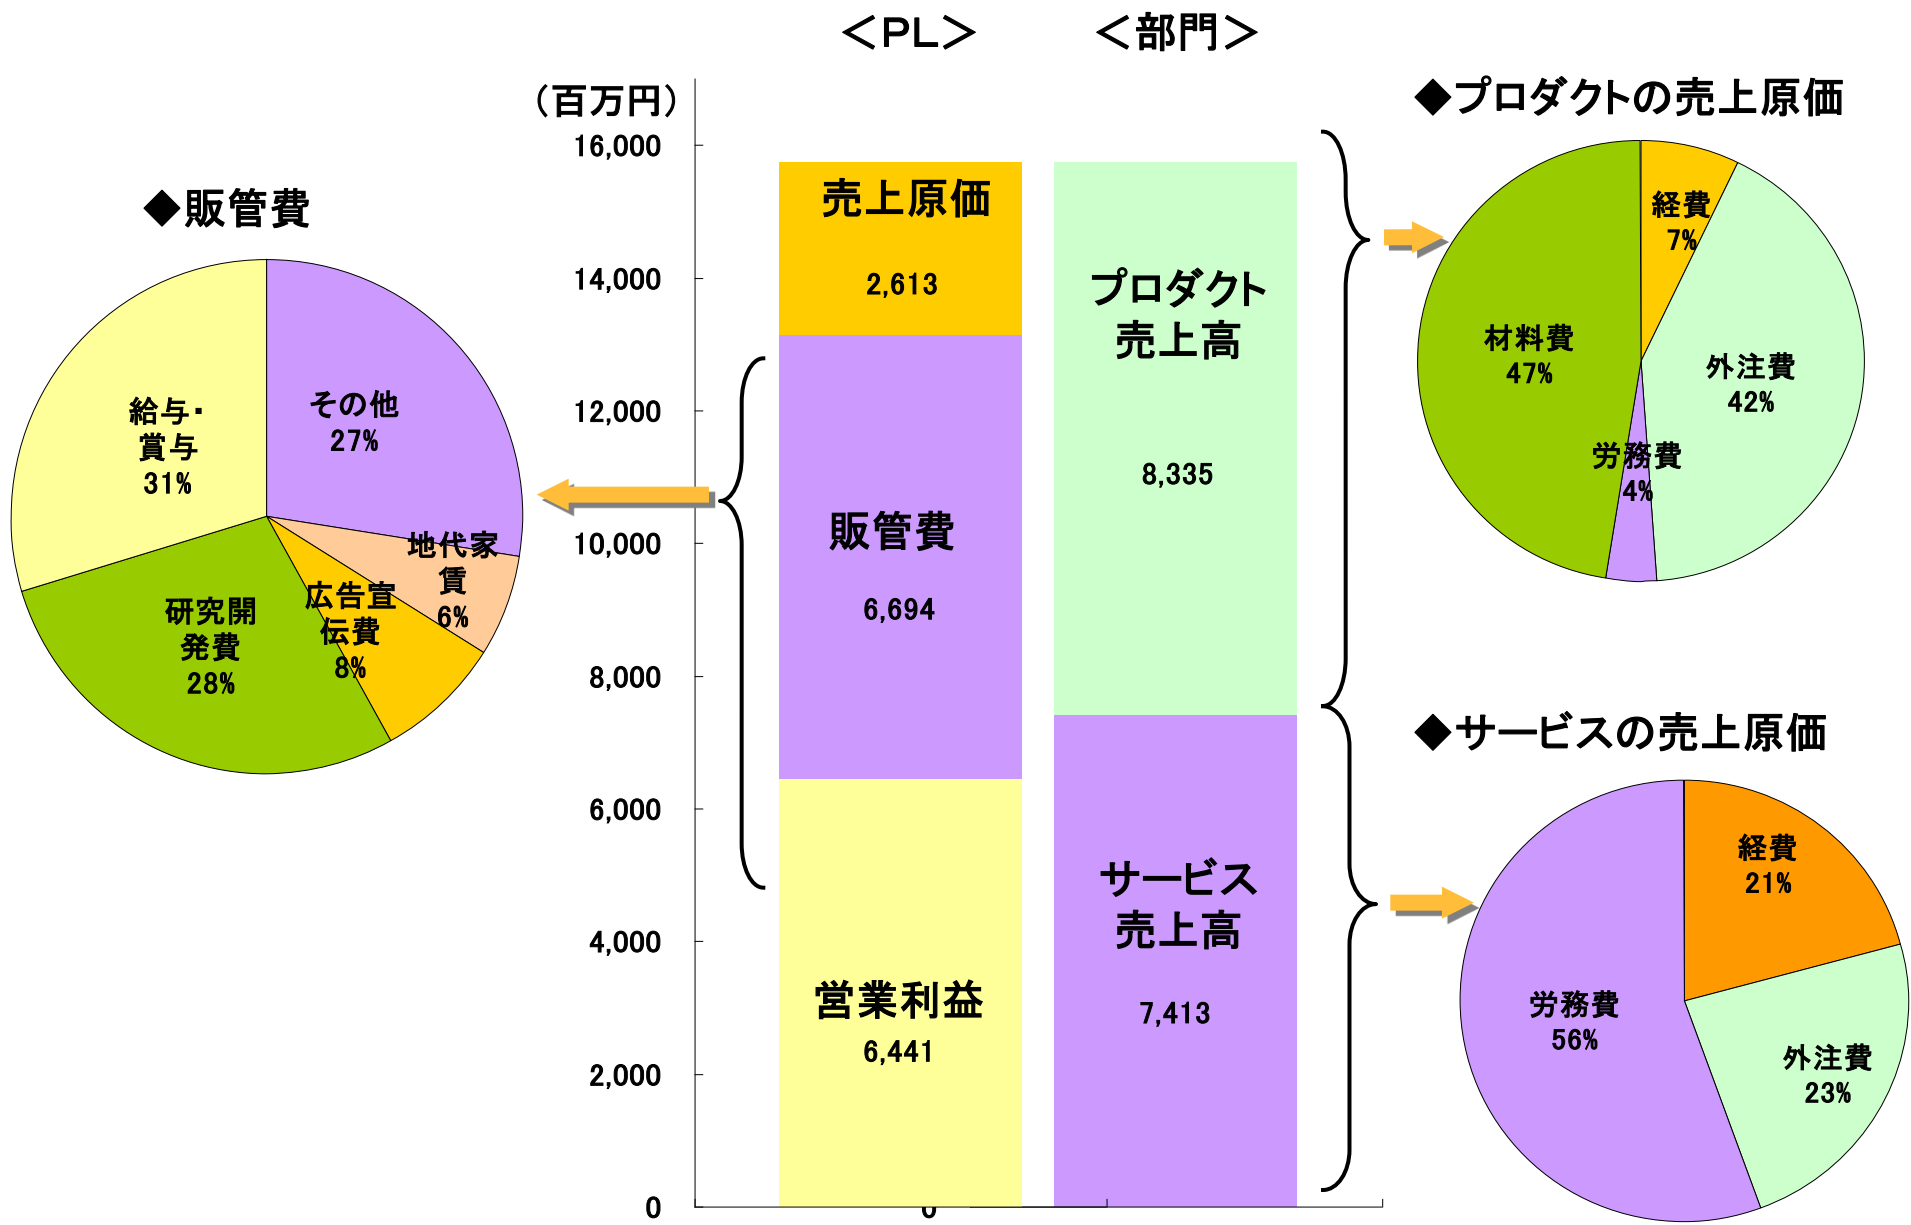 ＜ＰＬ＞
＜部門＞
（百万円）
16,000
14,000
12,000
10,000
8,000
6,000
4,000
2,000
0
0
売上原価
2,613
販管費
6,694
営業利益
6,441
プロダクト
売上高
8,335
サービス
売上高
7,413
◆販管費
その他
27%
地代家
賃
6%
広告宣
伝費
8%
研究開
発費
28%
給与・
賞与
31%
◆プロダクトの売上原価
経費
7%
外注費
42%
労務費
4%
材料費
47%
◆サービスの売上原価
経費
21%
外注費
23%
労務費
56%